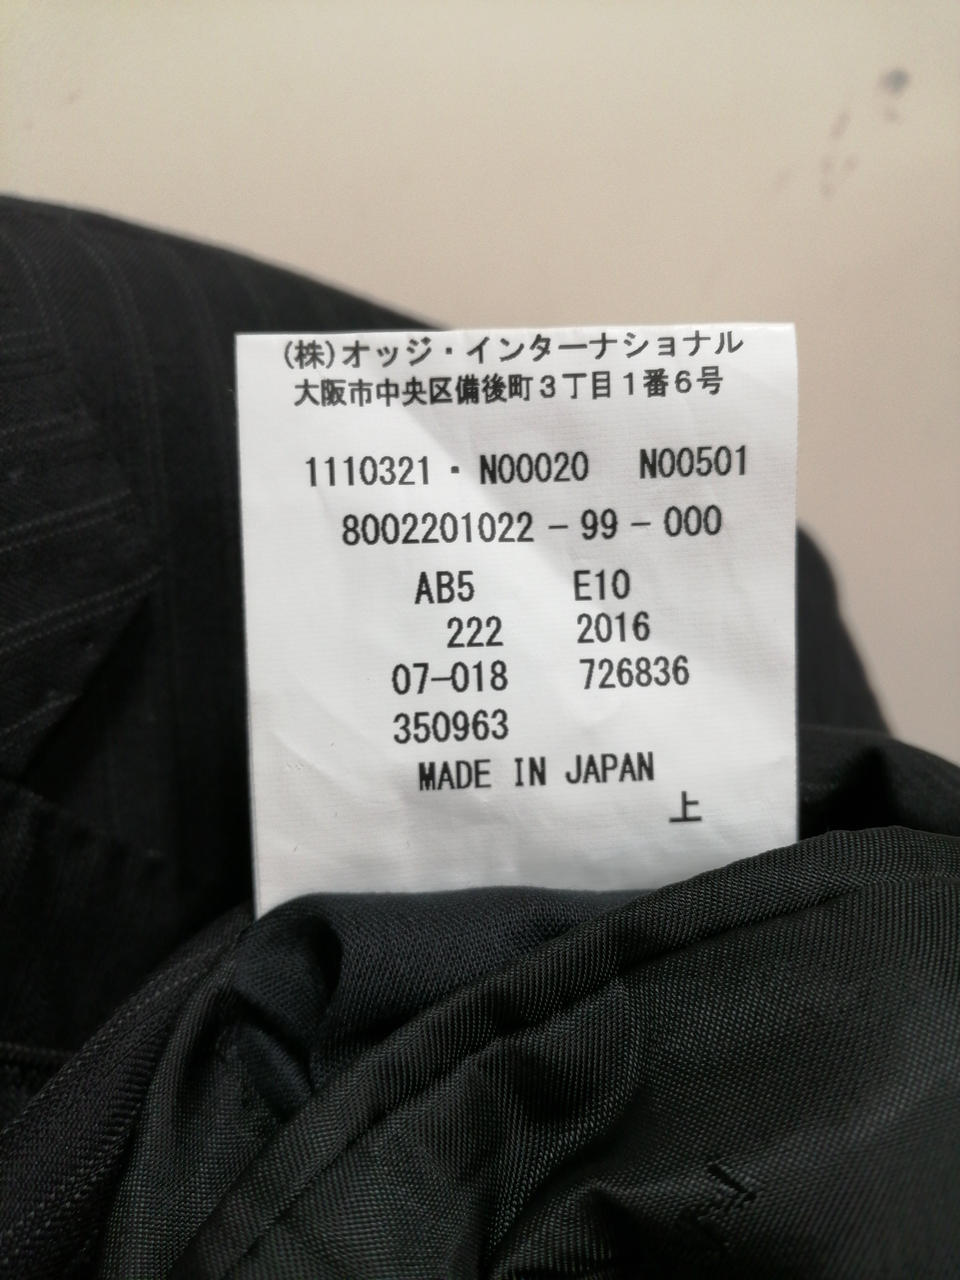 (株)オッジ・インターナショナル
大阪市中央区備後町3丁目1番6号
1110321・N00020 N00501
8002201022-99-000
AB5 E10
222 2016
07-018 726836
350963
MADE IN JAPAN
上